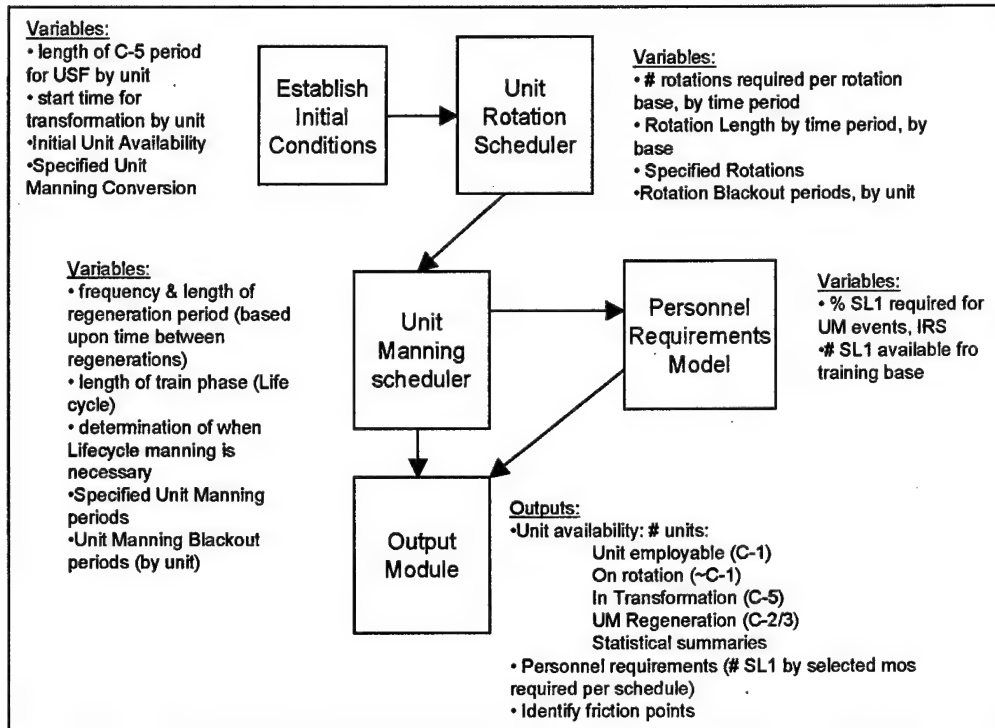 Variables:
• length of C-5 period
for USF by unit
• start time for
transformation by unit
•Initial Unit Availability
•Specified Unit
Manning Conversion
Establish
Initial
Conditions
Unit
Rotation
Scheduler
Variables:
• # rotations required per rotation
base, by time period
• Rotation Length by time period, by
base
• Specified Rotations
•Rotation Blackout periods, by unit
Variables:
• frequency & length of
regeneration period (based
upon time between
regenerations)
• length of train phase (Life
cycle)
• determination of when
Lifecycle manning is
necessary
•Specified Unit Manning
periods
•Unit Manning Blackout
periods (by unit)
Unit
Manning
scheduler
Personnel
Requirements
Model
Variables:
• % SL1 required for
UM events, IRS
•# SL1 available fro
training base
Output
Module
Outputs:
•Unit availability: # units:
Unit employable (C-1)
On rotation (~C-1)
In Transformation (C-5)
UM Regeneration (C-2/3)
Statistical summaries
• Personnel requirements (# SL1 by selected mos
required per schedule)
• Identify friction points